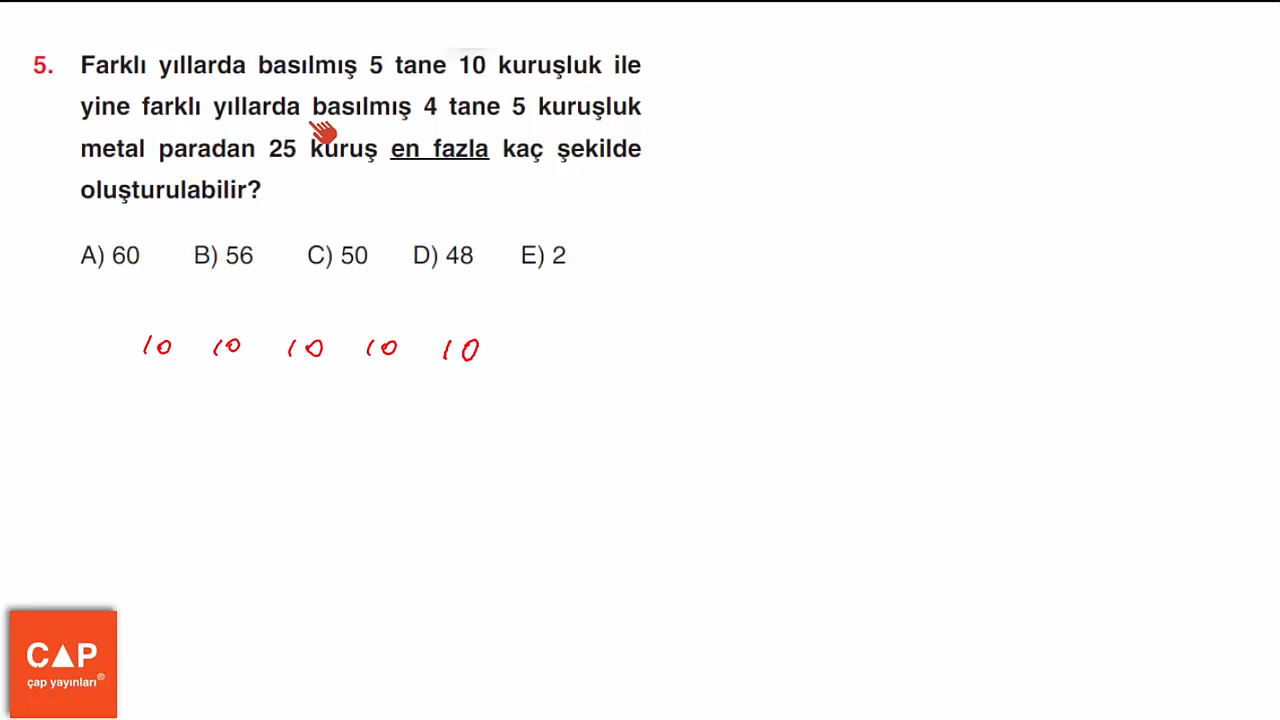 5. Farklı yıllarda basılmış 5 tane 10 kuruşluk ile
yine farklı yıllarda basılmış 4 tane 5 kuruşluk
metal paradan 25 kuruş en fazla kaç şekilde
oluşturulabilir?
A) 60 B) 56 C) 50 D) 48 E) 2
10 10 10 10 10
CAP
çap yayınları®